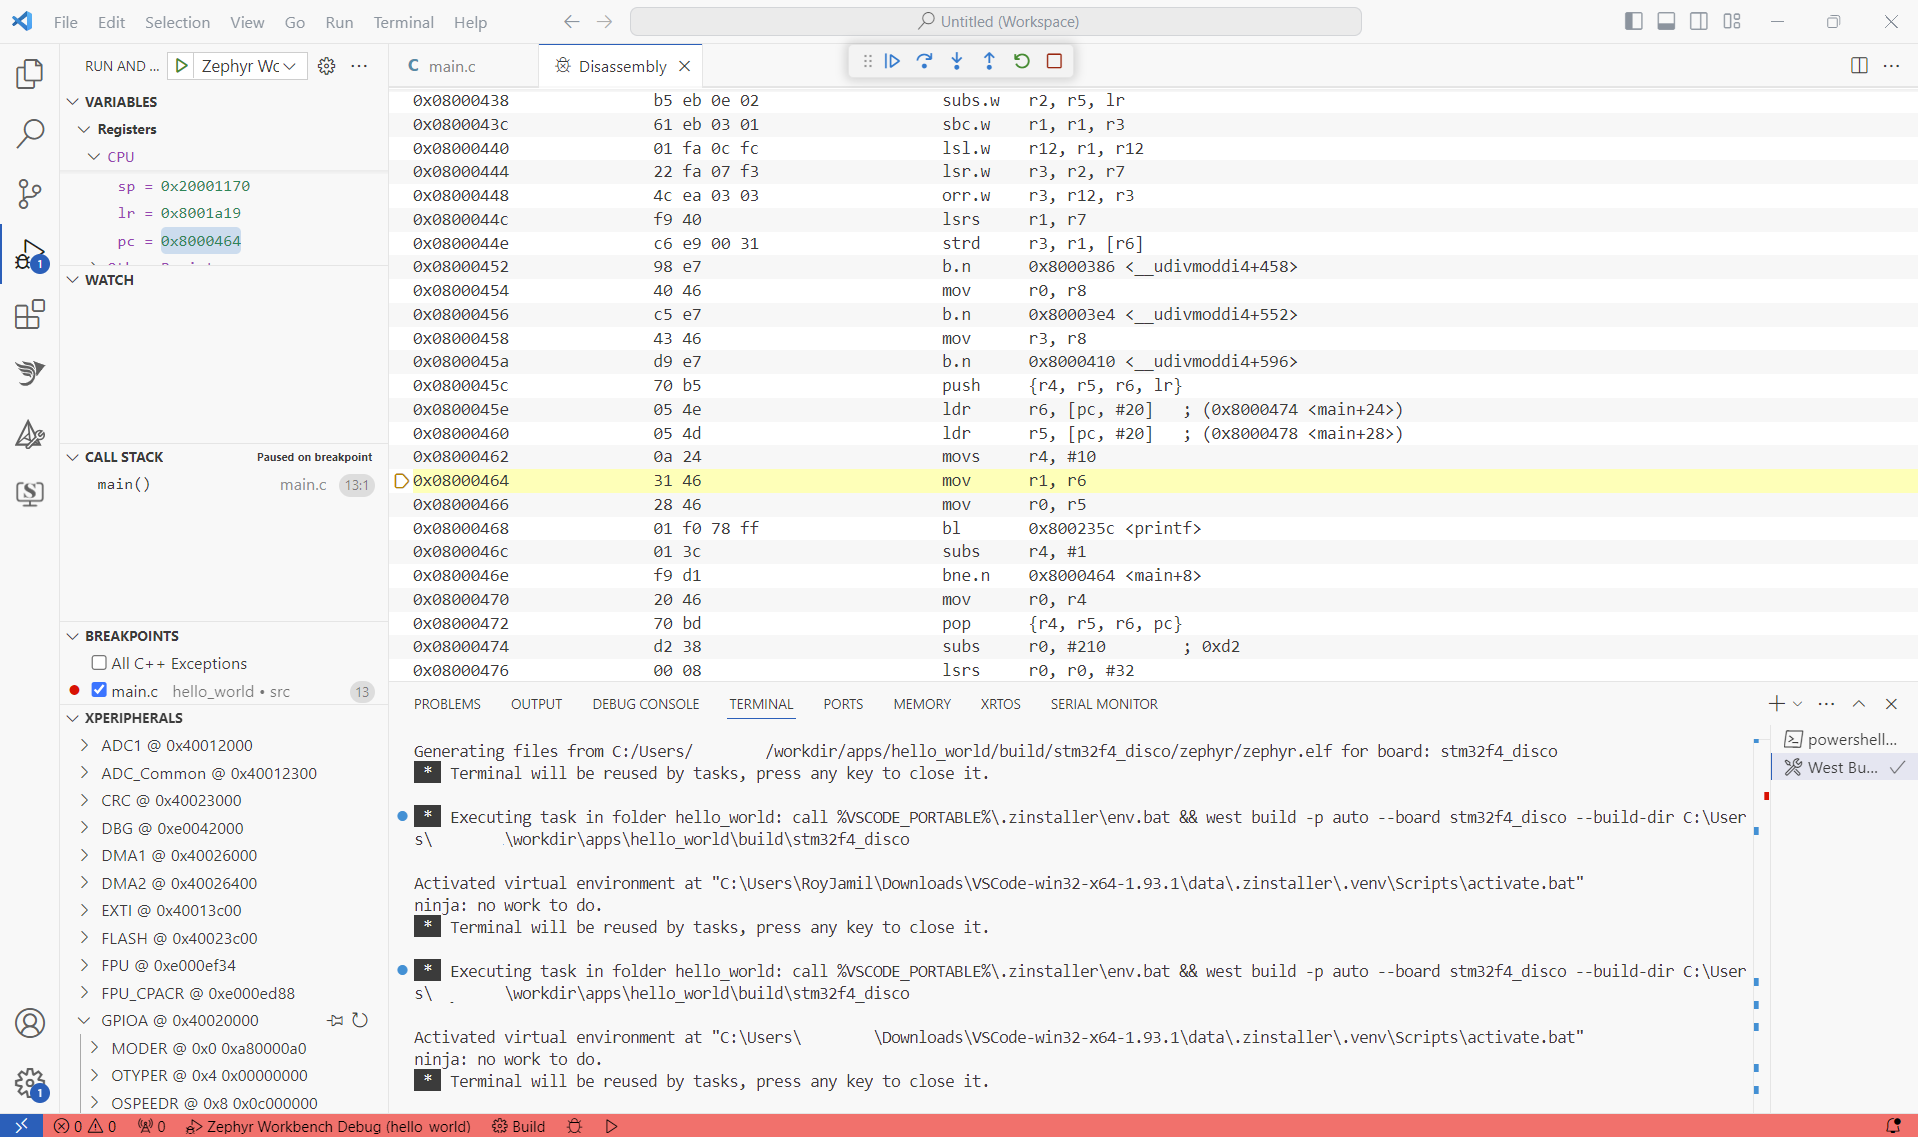 File Edit Selection View Go Run Terminal Help
Untitled (Workspace)
RUN AND ...
Zephyr Wc
main.c
Disassembly
VARIABLES
Registers
CPU
sp = 0x20001170
lr = 0x8001a19
pc = 0x8000464
WATCH
CALL STACK
Paused on breakpoint
main()
main.c
13:1
BREAKPOINTS
All C++ Exceptions
main.c hello_world • src
13
XPERIPHERALS
ADC1 @ 0x40012000
ADC_Common @ 0x40012300
CRC @ 0x40023000
DBG @ 0xe0042000
DMA1 @ 0x40026000
DMA2 @ 0x40026400
EXTI @ 0x40013c00
FLASH @ 0x40023c00
FPU @ 0xe000ef34
FPU_CPACR @ 0xe000ed88
GPIOA @ 0x40020000
MODER @ 0x0 0xa80000a0
OTYPER @ 0x4 0x00000000
OSPEEDR @ 0x8 0x0c000000
0x08000438 b5 eb 0e 02 subs.w r2, r5, lr
0x0800043c 61 eb 03 01 sbc.w r1, r1, r3
0x08000440 01 fa 0c fc lsl.w r12, r1, r12
0x08000444 22 fa 07 f3 lsr.w r3, r2, r7
0x08000448 4c ea 03 03 orr.w r3, r12, r3
0x0800044c f9 40 lsrs r1, r7
0x0800044e c6 e9 00 31 strd r3, r1, [r6]
0x08000452 98 e7 b.n 0x8000386 <__udivmoddi4+458>
0x08000454 40 46 mov r0, r8
0x08000456 c5 e7 b.n 0x80003e4 <__udivmoddi4+552>
0x08000458 43 46 mov r3, r8
0x0800045a d9 e7 b.n 0x8000410 <__udivmoddi4+596>
0x0800045c 70 b5 push {r4, r5, r6, lr}
0x0800045e 05 4e ldr r6, [pc, #20] ; (0x8000474 <main+24>)
0x08000460 05 4d ldr r5, [pc, #20] ; (0x8000478 <main+28>)
0x08000462 0a 24 movs r4, #10
0x08000464 31 46 mov r1, r6
0x08000466 28 46 mov r0, r5
0x08000468 01 f0 78 ff bl 0x800235c <printf>
0x0800046c 01 3c subs r4, #1
0x0800046e f9 d1 bne.n 0x8000464 <main+8>
0x08000470 20 46 mov r0, r4
0x08000472 70 bd pop {r4, r5, r6, pc}
0x08000474 d2 38 subs r0, #210 ; 0xd2
0x08000476 00 08 lsrs r0, r0, #32
PROBLEMS OUTPUT DEBUG CONSOLE TERMINAL PORTS MEMORY XRTOS SERIAL MONITOR
Generating files from C:/Users/ /workdir/apps/hello_world/build/stm32f4_disco/zephyr/zephyr.elf for board: stm32f4_disco
* Terminal will be reused by tasks, press any key to close it.
* Executing task in folder hello_world: call %VSCODE_PORTABLE%\.zinstaller\env.bat && west build -p auto --board stm32f4_disco --build-dir C:\User
s\ \workdir\apps\hello_world\build\stm32f4_disco
Activated virtual environment at "C:\Users\RoyJamil\Downloads\VSCode-win32-x64-1.93.1\data\.zinstaller\.venv\Scripts\activate.bat"
ninja: no work to do.
* Terminal will be reused by tasks, press any key to close it.
* Executing task in folder hello_world: call %VSCODE_PORTABLE%\.zinstaller\env.bat && west build -p auto --board stm32f4_disco --build-dir C:\User
s\ \workdir\apps\hello_world\build\stm32f4_disco
Activated virtual environment at "C:\Users\ \Downloads\VSCode-win32-x64-1.93.1\data\.zinstaller\.venv\Scripts\activate.bat"
ninja: no work to do.
* Terminal will be reused by tasks, press any key to close it.
powershell...
West Bu...
1
1
0 0 0 Zephyr Workbench Debug (hello_world) Build